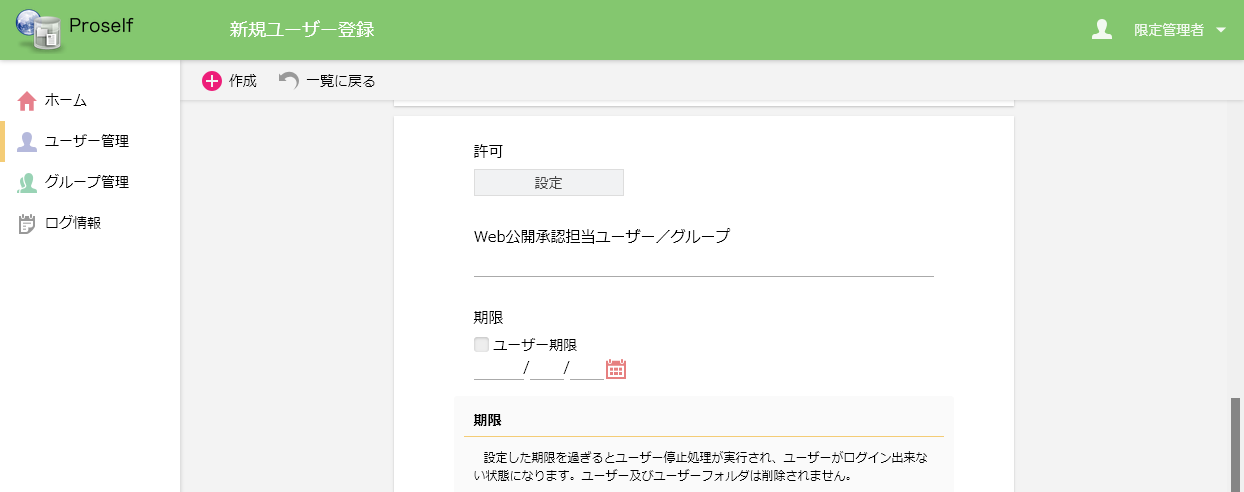 Proself
新規ユーザー登録
限定管理者
作成
一覧に戻る
ホーム
ユーザー管理
グループ管理
ログ情報
許可
設定
Web公開承認担当ユーザー／グループ
期限
ユーザー期限
/ /
期限
設定した期限を過ぎるとユーザー停止処理が実行され、ユーザーがログイン出来な
い状態になります。ユーザー及びユーザーフォルダは削除されません。